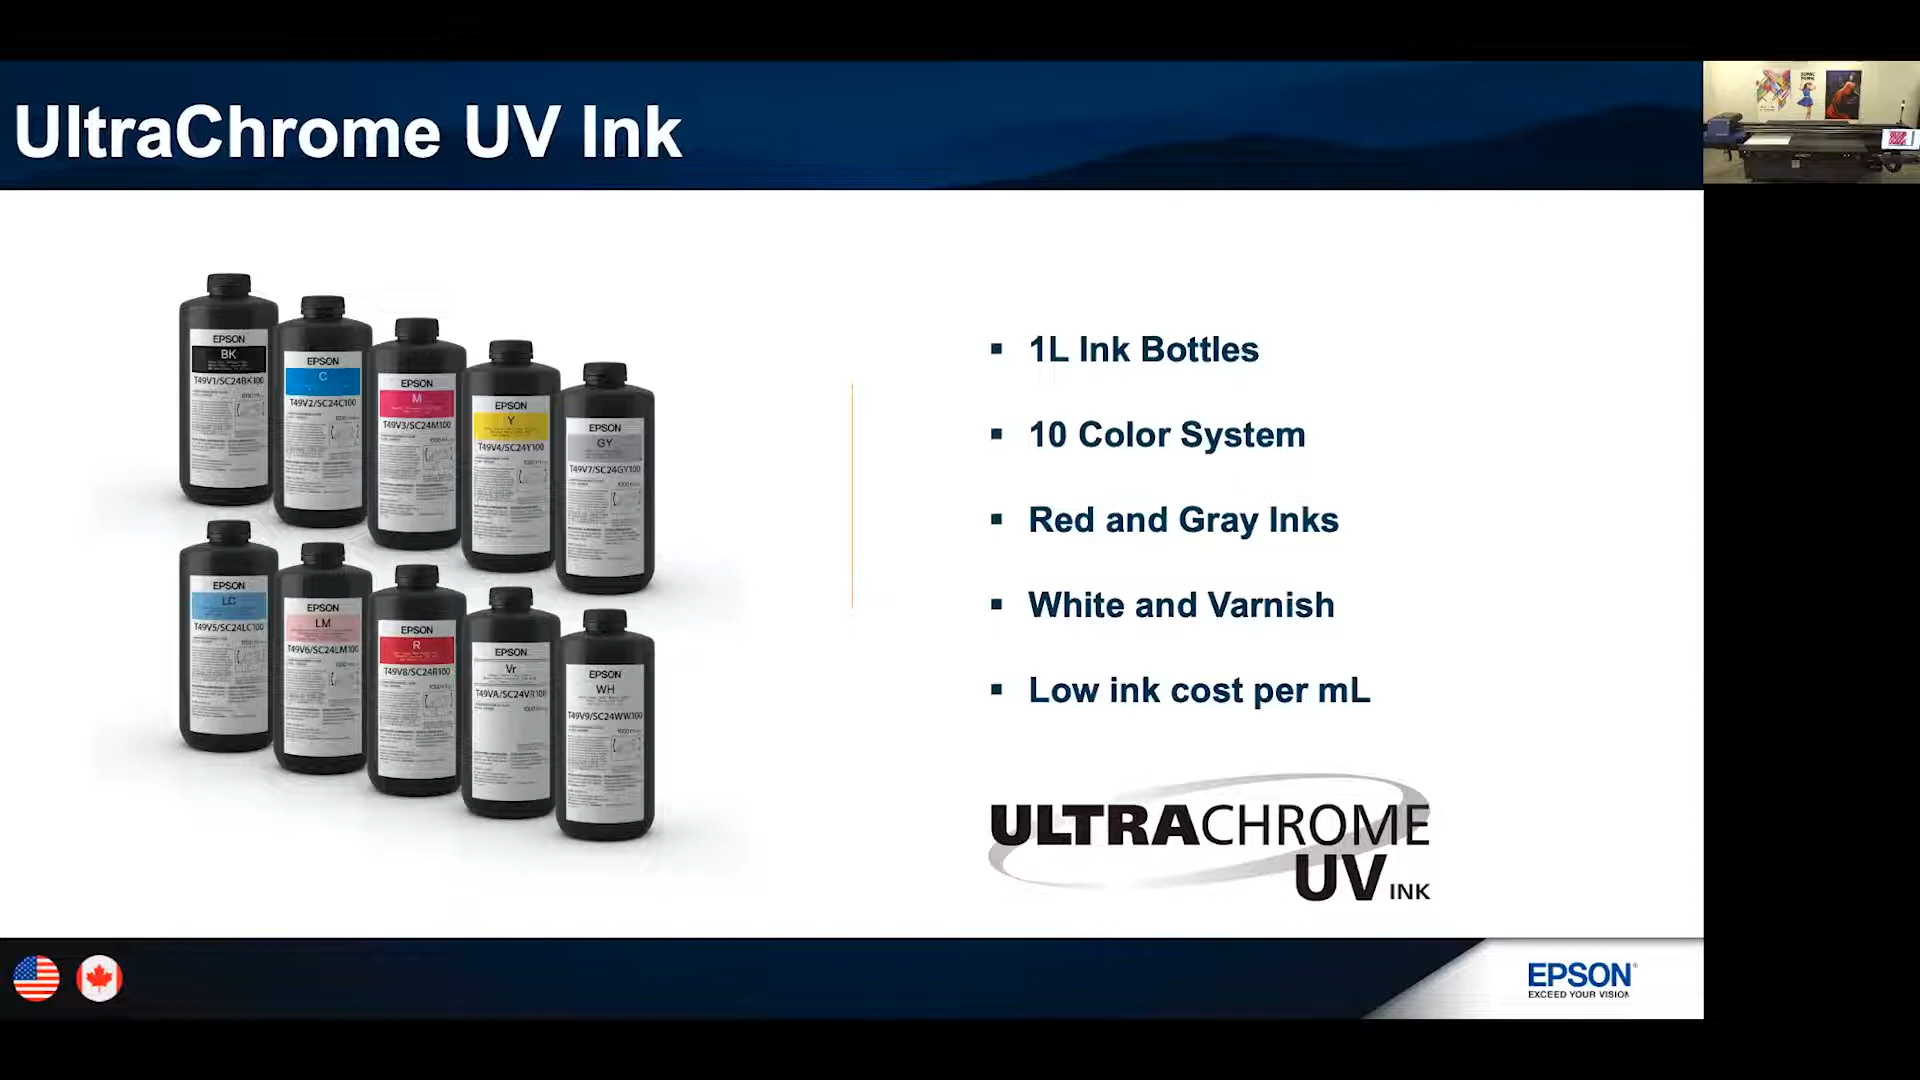 UltraChrome UV Ink
EPSON
BK
T49V1/SC24BK100
EPSON
C
T49V2/SC24C100
EPSON
M
T49V3/SC24M100
EPSON
Y
T49V4/SC24Y100
EPSON
GY
T49V7/SC24GY100
EPSON
LC
T49V5/SC24LC100
EPSON
LM
T49V6/SC24LM100
EPSON
R
T49V8/SC24R100
EPSON
Vr
T49VA/SC24VR100
EPSON
WH
T49V9/SC24WW100
▪ 1L Ink Bottles
▪ 10 Color System
▪ Red and Gray Inks
▪ White and Varnish
▪ Low ink cost per mL
ULTRACHROME
UV INK
EPSON®
EXCEED YOUR VISION